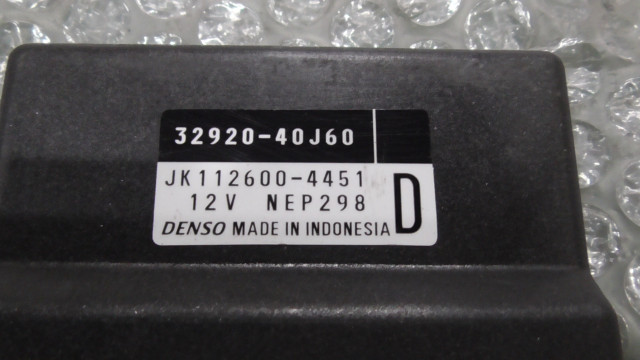 32920-40J60
JK112600-4451
12V NEP298 D
DENSO MADE IN INDONESIA